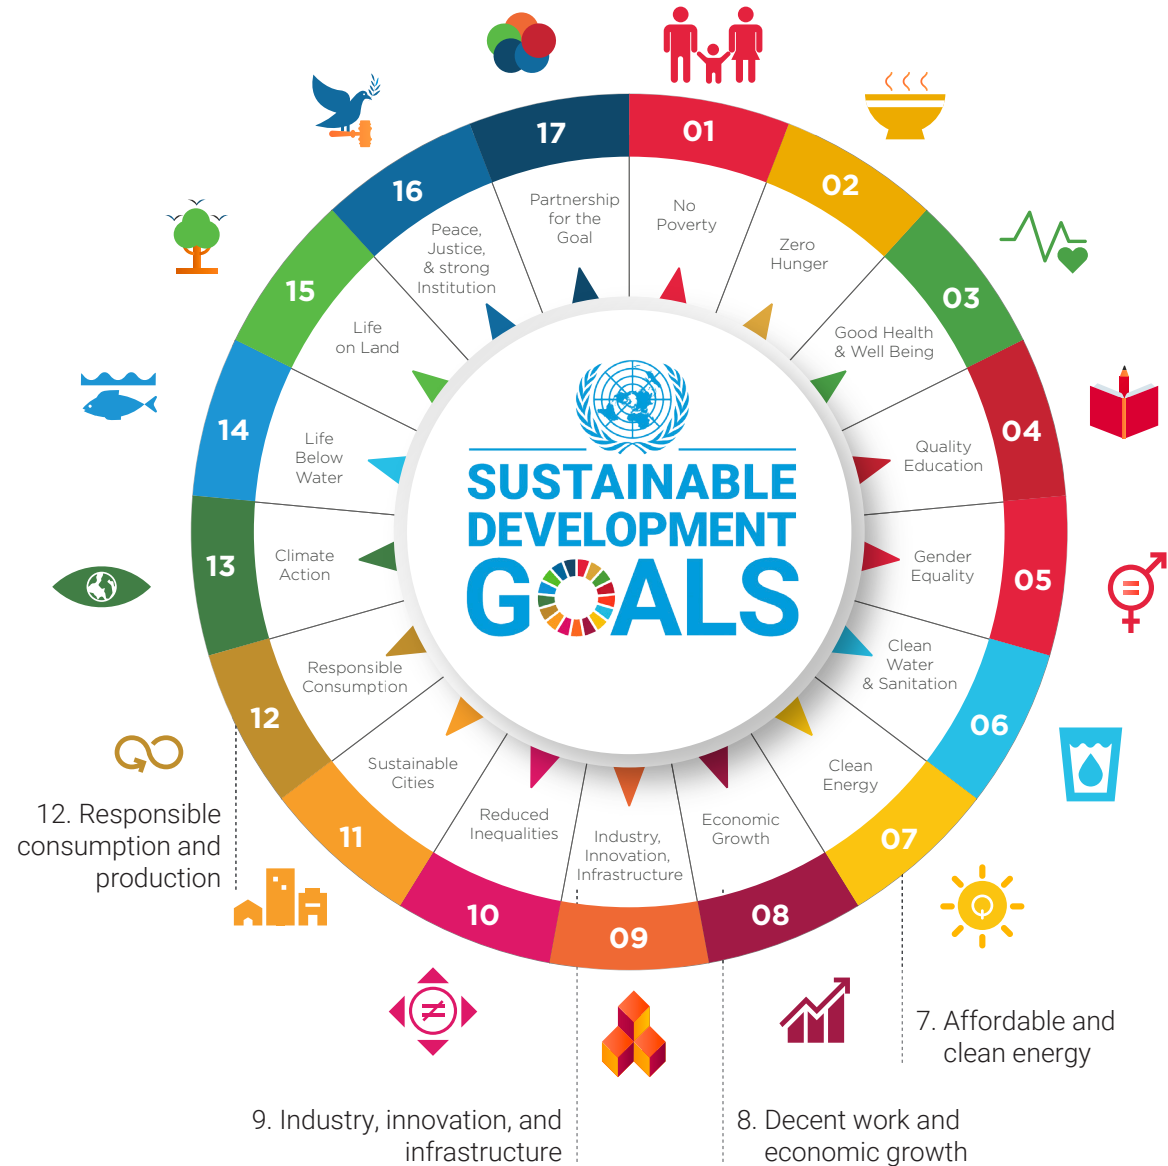 SUSTAINABLE
DEVELOPMENT
GOALS
01
No
Poverty
02
Zero
Hunger
03
Good Health
& Well Being
04
Quality
Education
05
Gender
Equality
06
Clean
Water
& Sanitation
07
Clean
Energy
08
Economic
Growth
09
Industry,
Innovation,
Infrastructure
10
Reduced
Inequalities
11
Sustainable
Cities
12
Responsible
Consumption
13
Climate
Action
14
Life
Below
Water
15
Life
on Land
16
Peace,
Justice,
& strong
Institution
17
Partnership
for the
Goal
12. Responsible
consumption and
production
7. Affordable and
clean energy
9. Industry, innovation, and
infrastructure
8. Decent work and
economic growth